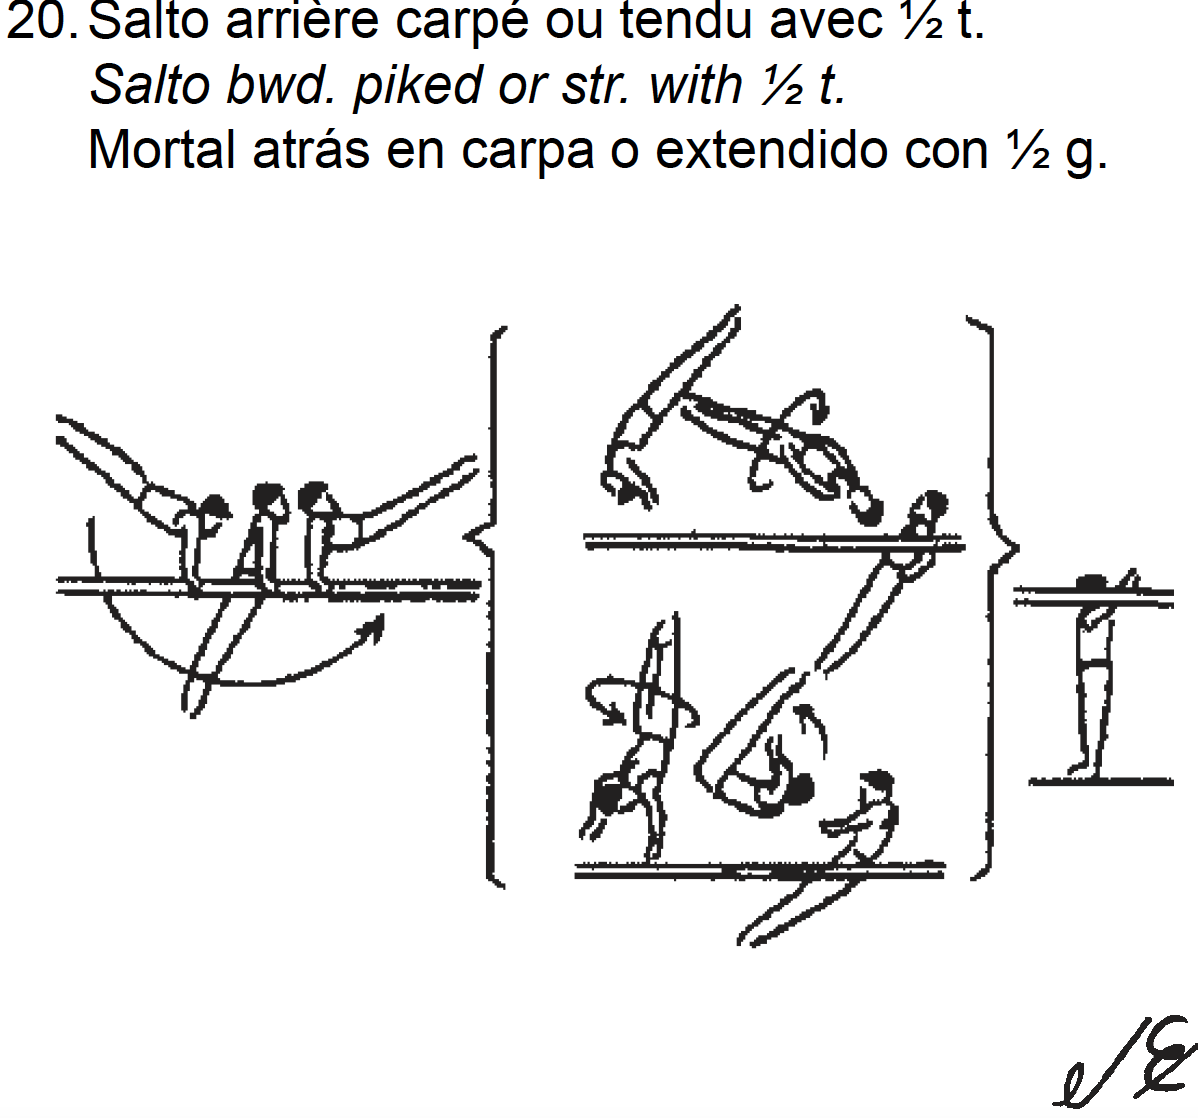 20. Salto arrière carpé ou tendu avec ½ t.
Salto bwd. piked or str. with ½ t.
Mortal atrás en carpa o extendido con ½ g.